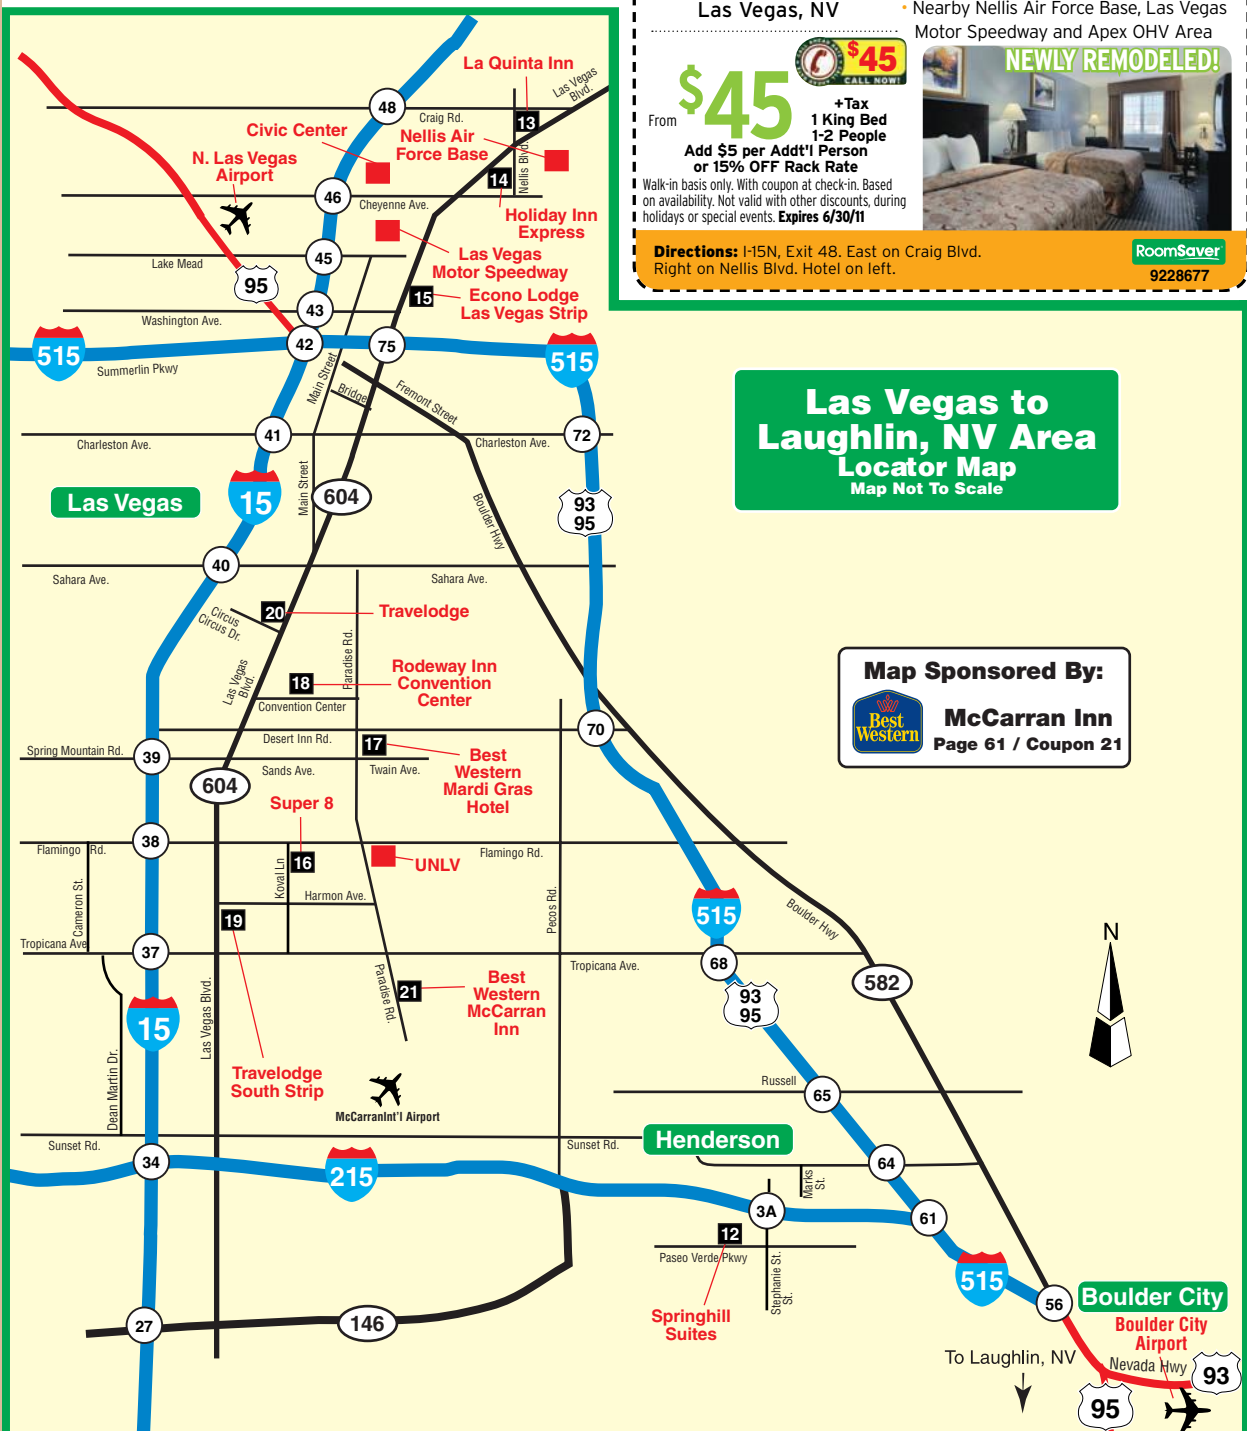 Las Vegas, NV
• Nearby Nellis Air Force Base, Las Vegas
Motor Speedway and Apex OHV Area
NEWLY REMODELED!
$45
CALL NOW!
From
$45
+Tax
1 King Bed
1-2 People
Add $5 per Addt'l Person
or 15% OFF Rack Rate
Walk-in basis only. With coupon at check-in. Based
on availability. Not valid with other discounts, during
holidays or special events. Expires 6/30/11
Directions: I-15N, Exit 48. East on Craig Blvd.
Right on Nellis Blvd. Hotel on left.
RoomSaver
9228677
Las Vegas to
Laughlin, NV Area
Locator Map
Map Not To Scale
Map Sponsored By:
Best
Western
McCarran Inn
Page 61 / Coupon 21
La Quinta Inn
Las Vegas
Blvd.
48
Craig Rd.
13
Civic Center
Nellis Air
Force Base
N. Las Vegas
Airport
Nellis Blvd.
14
46
Cheyenne Ave.
Holiday Inn
Express
45
Lake Mead
Las Vegas
Motor Speedway
95
15
Econo Lodge
Las Vegas Strip
43
Washington Ave.
42
75
515
515
Summerlin Pkwy
Main Street
Bridge
Fremont Street
41
72
Charleston Ave.
Charleston Ave.
15
Main Street
604
Las Vegas
Boulder Hwy
93
95
40
Sahara Ave.
Sahara Ave.
Circus
Circus Dr.
20
Travelodge
Paradise Rd.
Las Vegas
Blvd.
18
Rodeway Inn
Convention
Center
Convention Center
70
Desert Inn Rd.
Spring Mountain Rd.
39
17
Sands Ave.
Twain Ave.
Best
Western
Mardi Gras
Hotel
604
Super 8
38
Flamingo Rd.
Flamingo Rd.
16
UNLV
Cameron St.
Koval Ln
Harmon Ave.
Pecos Rd.
515
Boulder Hwy
19
Tropicana Ave
37
Tropicana Ave.
68
582
N
Paradise Rd.
21
Best
Western
McCarran
Inn
93
95
15
Las Vegas Blvd.
Dean Martin Dr.
Travelodge
South Strip
McCarranInt'l Airport
Russell
65
Sunset Rd.
Sunset Rd.
Henderson
34
215
64
Marks
St.
3A
61
12
Paseo Verde Pkwy
Stephanie St.
St.
515
Springhill
Suites
27
146
56
Boulder City
Boulder City
Airport
To Laughlin, NV
Nevada Hwy
93
95